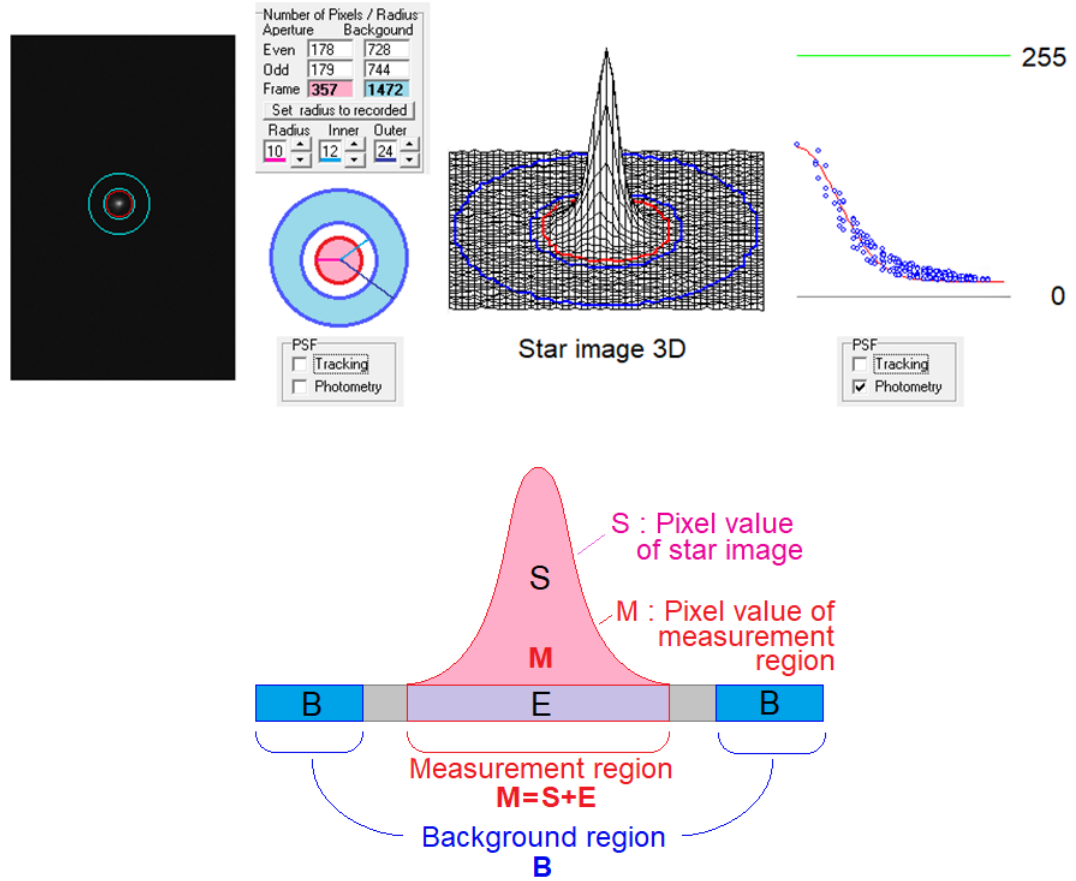 Number of Pixels / Radius
Aperture Backgound
Even 178 728
Odd 179 744
Frame 357 1472
Set radius to recorded
Radius Inner Outer
10 12 24
PSF
Tracking
Photometry
Star image 3D
255
0
PSF
Tracking
Photometry
S : Pixel value
of star image
S
M : Pixel value of
measurement
region
M
B E B
Measurement region
M=S+E
Background region
B